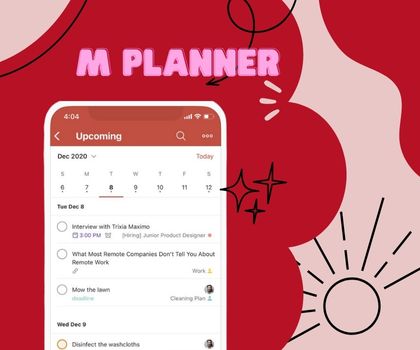 M PLANNER
4:04
Upcoming
Dec 2020
Today
S M T W T F S
6 7 8 9 10 11 12
Tue Dec 8
Interview with Trixia Maximo
3:00 PM [Hiring] Junior Product Designer
What Most Remote Companies Don't Tell You About
Remote Work
Work
Mow the lawn
deadline Cleaning Plan
Wed Dec 9
Disinfect the washcloths